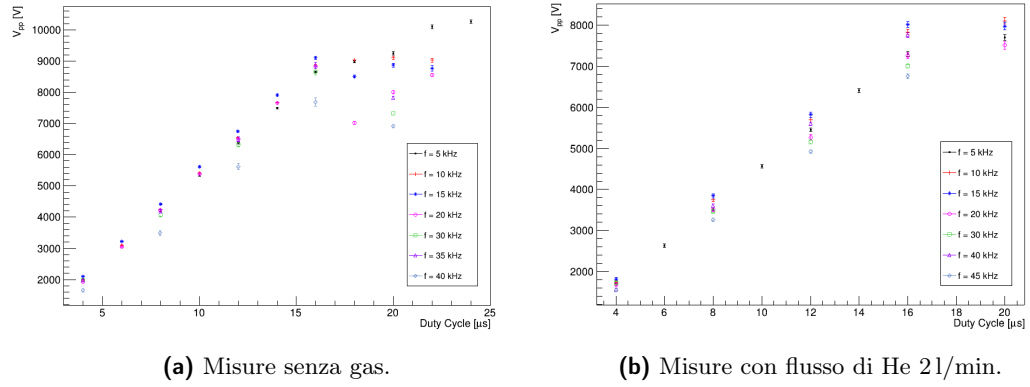 V_pp [V]
10000
9000
8000
7000
6000
5000
4000
3000
2000
f = 5 kHz
f = 10 kHz
f = 15 kHz
f = 20 kHz
f = 30 kHz
f = 35 kHz
f = 40 kHz
5 10 15 20 25
Duty Cycle [μs]
(a) Misure senza gas.
V_pp [V]
8000
7000
6000
5000
4000
3000
2000
f = 5 kHz
f = 10 kHz
f = 15 kHz
f = 20 kHz
f = 30 kHz
f = 40 kHz
f = 45 kHz
4 6 8 10 12 14 16 18 20
Duty Cycle [μs]
(b) Misure con flusso di He 2 l/min.